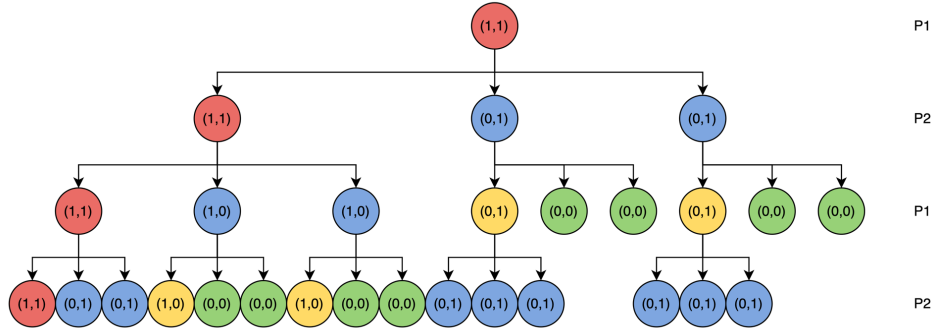 (1,1) P1
(1,1) (0,1) (0,1) P2
(1,1) (1,0) (1,0) (0,1) (0,0) (0,0) (0,1) (0,0) (0,0) P1
(1,1) (0,1) (0,1) (1,0) (0,0) (0,0) (1,0) (0,0) (0,0) (0,1) (0,1) (0,1) (0,1) (0,1) (0,1) P2